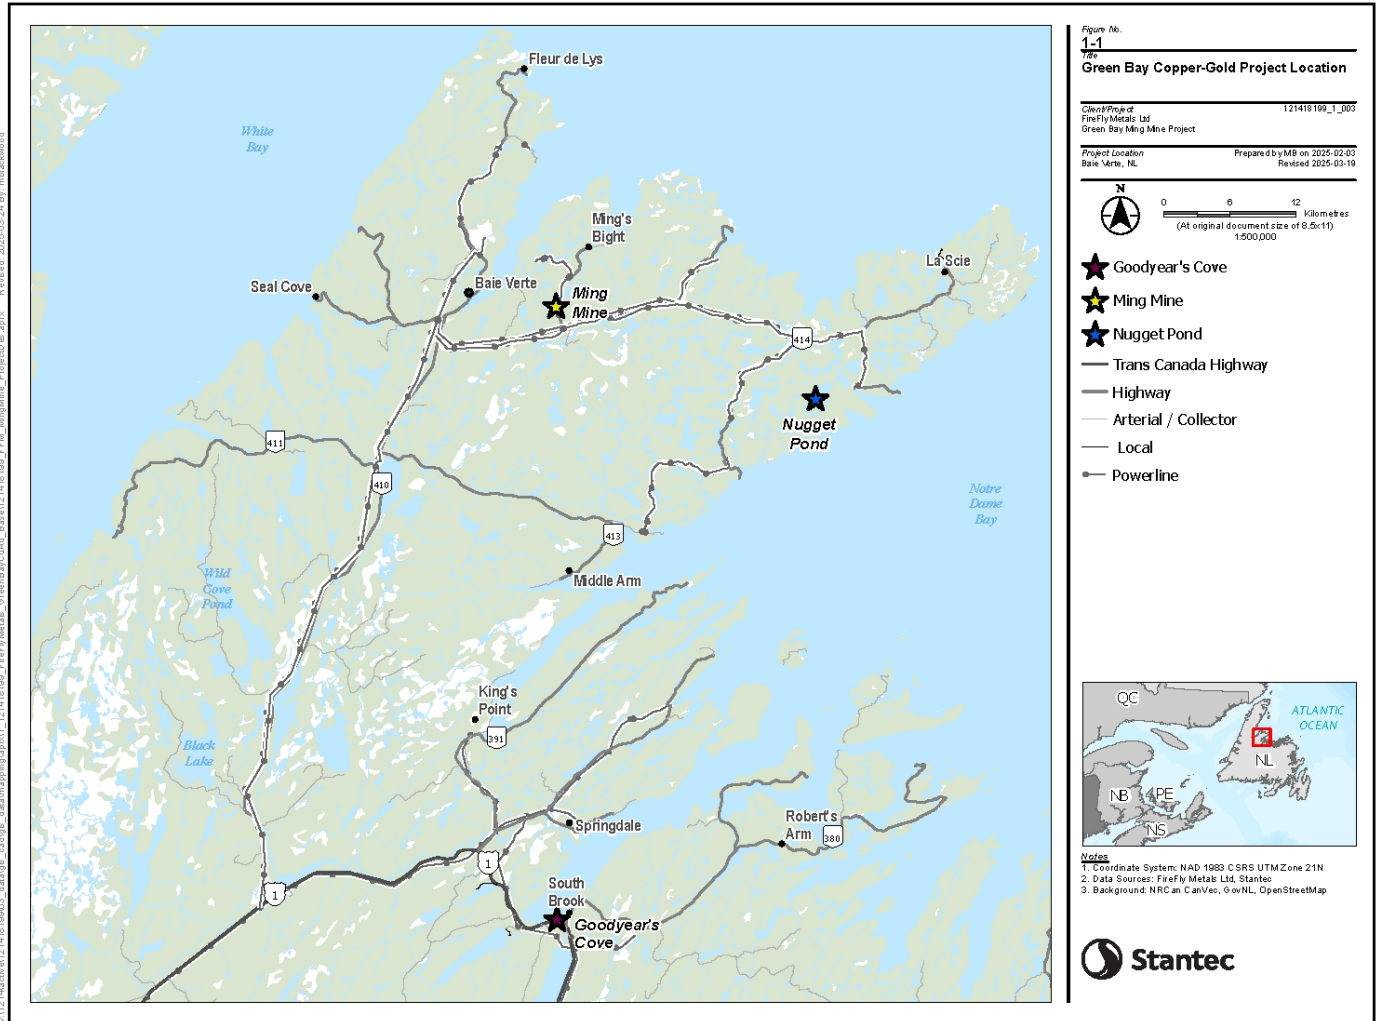 Fleur de Lys
White
Bay
Ming's
Bight
La Scie
Seal Cove
Baie Verte
Ming
Mine
414
Nugget
Pond
411
410
Notre
Dame
Bay
413
Wild
Cove
Pond
Middle Arm
King's
Point
391
Black
Lake
Robert's
Arm
380
Springdale
1
1
South
Brook
Goodyear's
Cove
Figure No.
1-1
Title
Green Bay Copper-Gold Project Location
Client/Project 121418199_1_003
FireFly Metals Ltd
Green Bay Ming Mine Project
Project Location Prepared by MB on 2025-02-03
Baie Verte, NL Revised 2025-03-19
N
0 6 12
Kilometres
(At original document size of 8.5x11)
1:500,000
Goodyear's Cove
Ming Mine
Nugget Pond
Trans Canada Highway
Highway
Arterial / Collector
Local
Powerline
QC
ATLANTIC
OCEAN
NL
NB
PE
NS
Notes
1. Coordinate System: NAD 1983 CSRS UTM Zone 21N
2. Data Sources: FireFly Metals Ltd, Stantec
3. Background: NRCan CanVec, GovNL, OpenStreetMap
Stantec